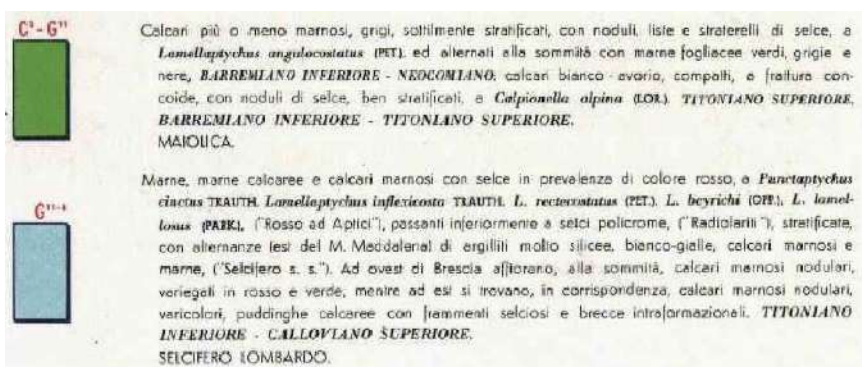 C²-G¹¹
Calcari più o meno marnosi, grigi, sottilmente stratificati, con noduli, liste e straterelli di selce, a
Lamellaptychus angulocostatus (PET.) ed alternati alla sommità con marne fogliacee verdi, grigie e
nere, BARREMIANO INFERIORE - NEOCOMIANO; calcari bianco - avorio, compatti, a frattura con-
coide, con noduli di selce, ben stratificati, a Calpionella alpina (LOR.). TITONIANO SUPERIORE.
BARREMIANO INFERIORE - TITONIANO SUPERIORE.
MAIOLICA.
G¹¹⁻⁴
Marne, marne calcaree e calcari marnosi con selce in prevalenza di colore rosso, a Punctaptychus
cinctus TRAUTH. Lamellaptychus inflexicosta TRAUTH. L. rectecostatus (PET.). L. beyrichi (OPP.), L. lamel-
losus (PARK.), ("Rosso ad Aptici"), passanti inferiormente a selci policrome, ("Radiolariti"), stratificate,
con alternanze (est del M. Maddalena) di argilliti molto silicee, bianco-gialle, calcari marnosi e
marne, ("Selcifero s. s."). Ad ovest di Brescia affiorano, alla sommità, calcari marnosi nodulari,
variegati in rosso e verde, mentre ad est si trovano, in corrispondenza, calcari marnosi nodulari,
varicolori, puddinghe calcaree con frammenti selciosi e brecce intraformazionali. TITONIANO
INFERIORE - CALLOVIANO SUPERIORE.
SELCIFERO LOMBARDO.